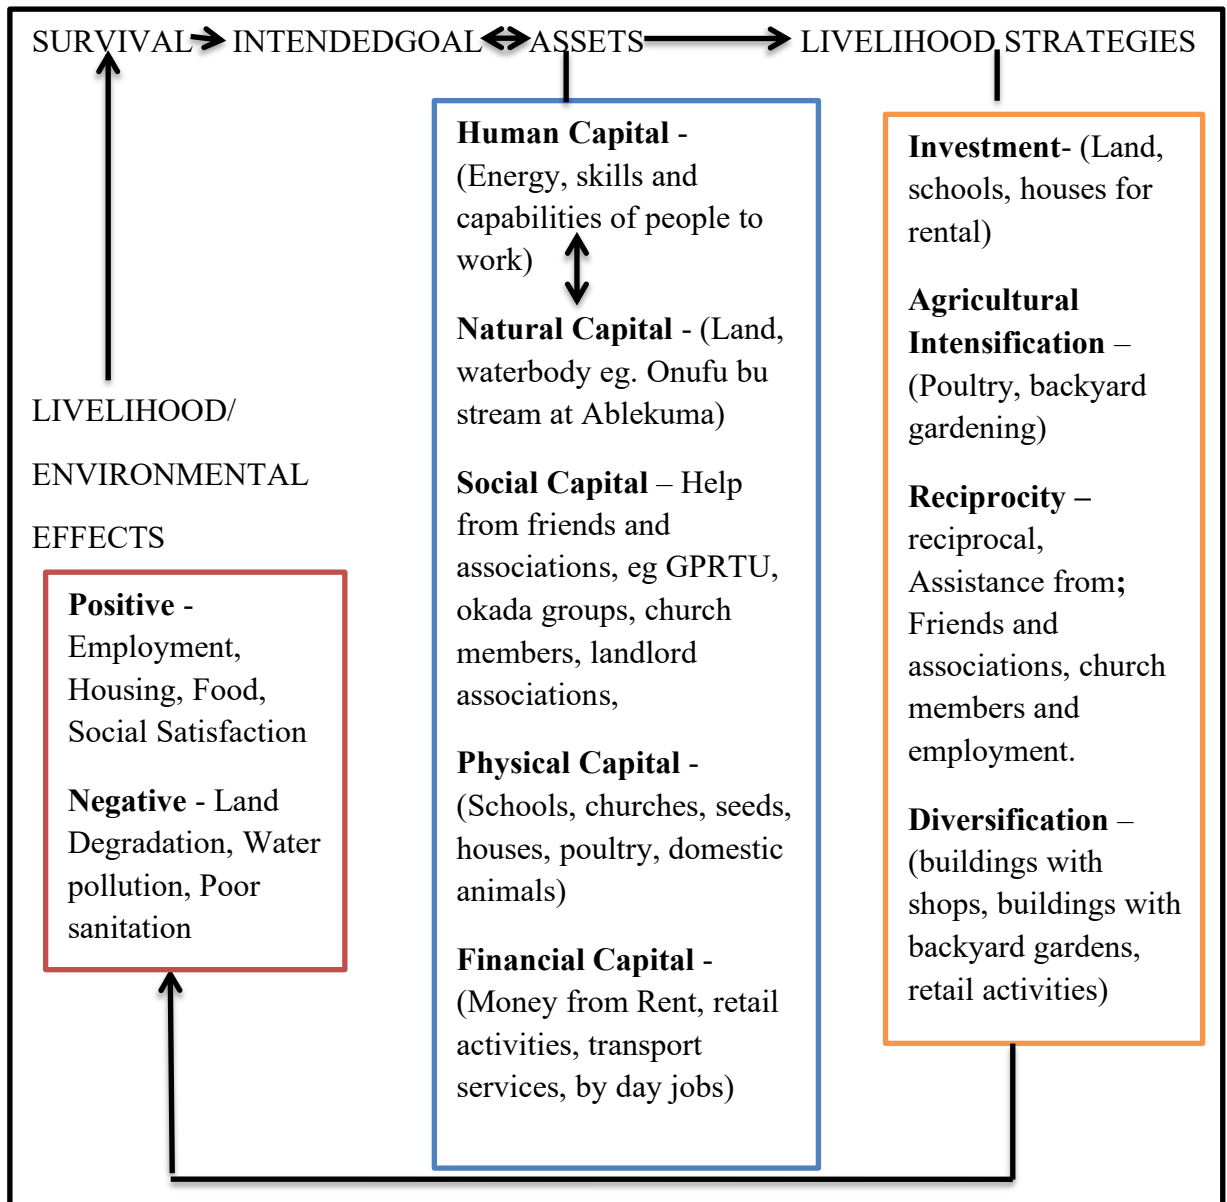 SURVIVAL INTENDEDGOAL ASSETS LIVELIHOOD STRATEGIES
LIVELIHOOD/
ENVIRONMENTAL
EFFECTS
Positive -
Employment,
Housing, Food,
Social Satisfaction
Negative - Land
Degradation, Water
pollution, Poor
sanitation
Human Capital -
(Energy, skills and
capabilities of people to
work)
Natural Capital - (Land,
waterbody eg. Onufu bu
stream at Ablekuma)
Social Capital – Help
from friends and
associations, eg GPRTU,
okada groups, church
members, landlord
associations,
Physical Capital -
(Schools, churches, seeds,
houses, poultry, domestic
animals)
Financial Capital -
(Money from Rent, retail
activities, transport
services, by day jobs)
Investment- (Land,
schools, houses for
rental)
Agricultural
Intensification –
(Poultry, backyard
gardening)
Reciprocity –
reciprocal,
Assistance from;
Friends and
associations, church
members and
employment.
Diversification –
(buildings with
shops, buildings with
backyard gardens,
retail activities)